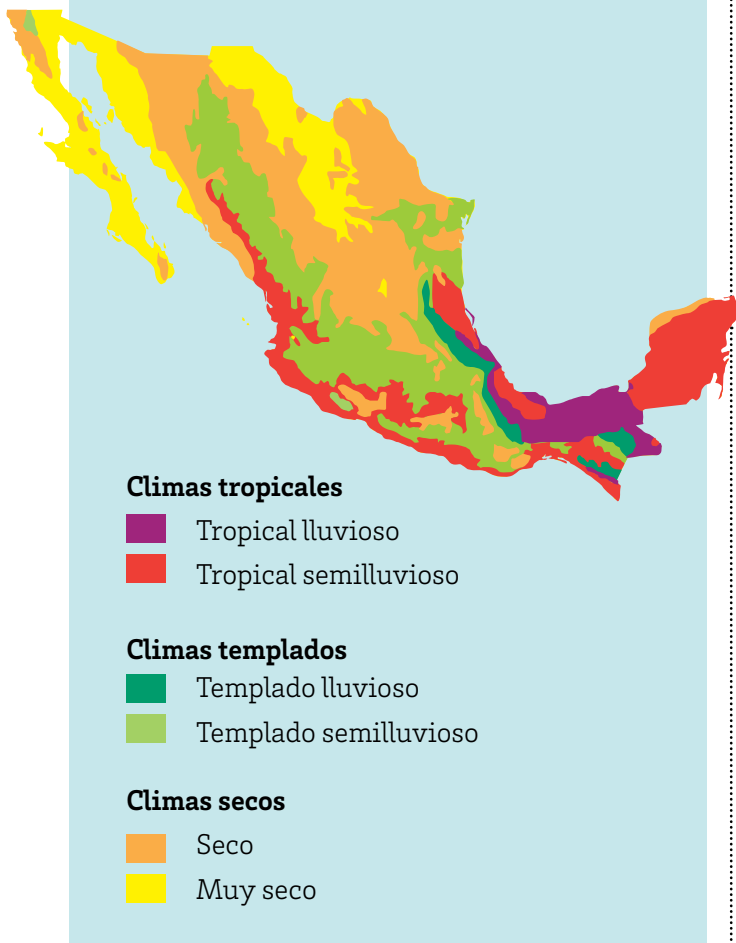 Climas tropicales
Tropical lluvioso
Tropical semilluvioso
Climas templados
Templado lluvioso
Templado semilluvioso
Climas secos
Seco
Muy seco